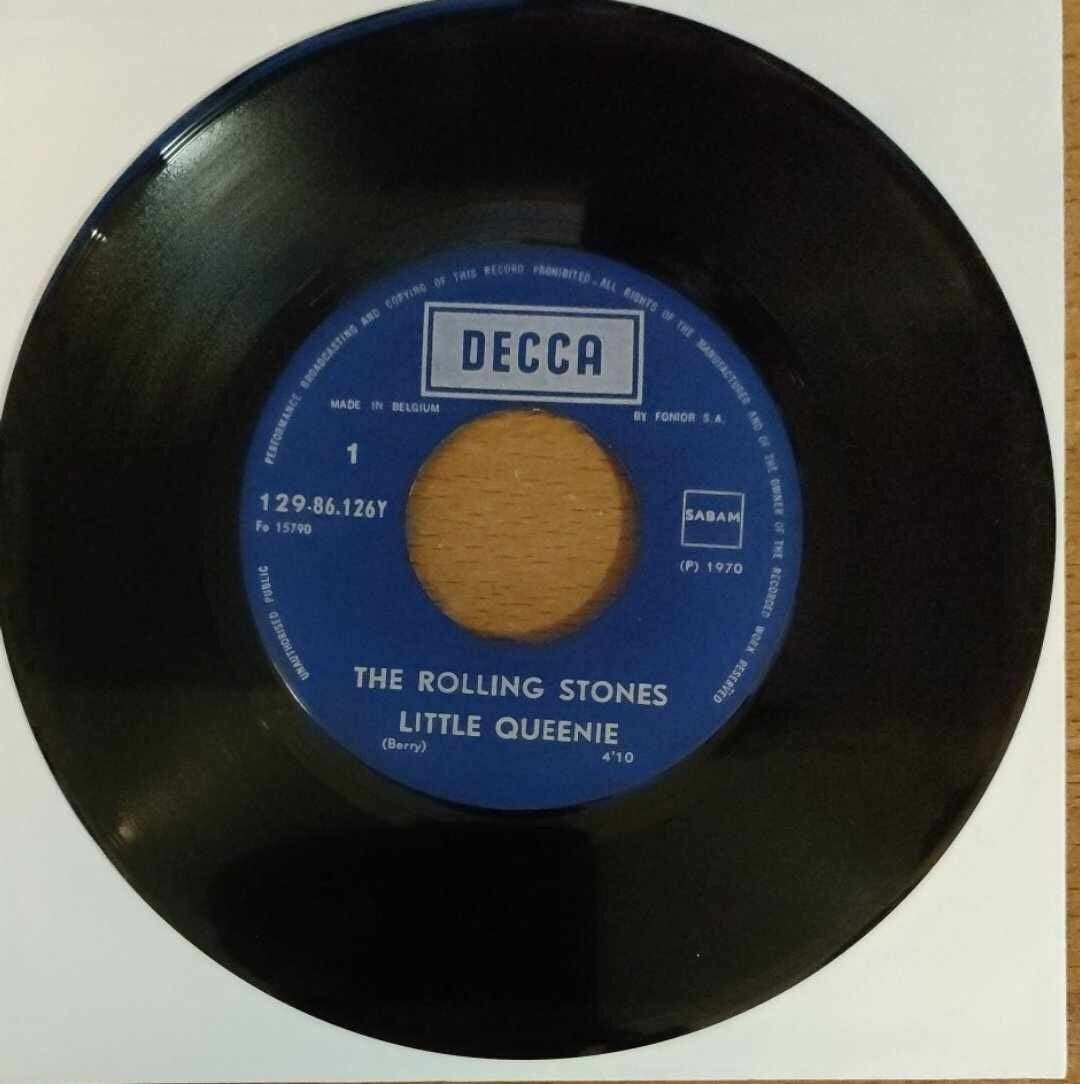 UNAUTHORISED PUBLIC PERFORMANCE BROADCASTING AND COPYING OF THIS RECORD PROHIBITED. ALL RIGHTS OF THE MANUFACTURER AND OF THE OWNER OF THE RECORDED WORK RESERVED
DECCA
MADE IN BELGIUM
BY FONIOR S.A.
1
129-86.126Y
Fo 15790
SABAM
(P) 1970
THE ROLLING STONES
LITTLE QUEENIE
(Berry)
4'10